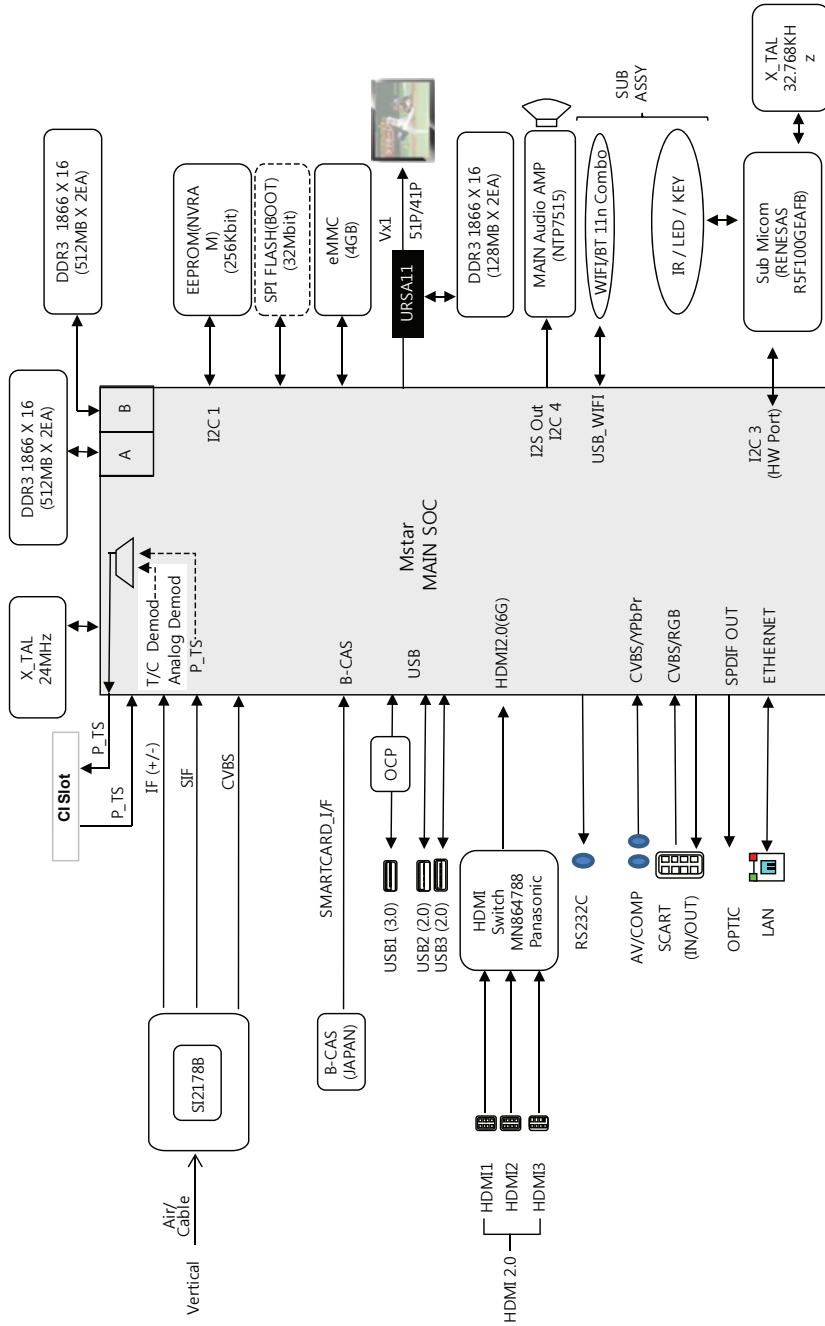 Vertical
Air/
Cable
SI2178B
IF (+/-)
SIF
CVBS
CI Slot
P_TS
P_TS
X_TAL
24MHz
DDR3 1866 X 16
(512MB X 2EA)
DDR3 1866 X 16
(512MB X 2EA)
A
B
T/C Demod
Analog Demod
P_TS
B-CAS
(JAPAN)
SMARTCARD_I/F
B-CAS
USB1 (3.0)
USB2 (2.0)
USB3 (2.0)
OCP
USB
HDMI 2.0
HDMI1
HDMI2
HDMI3
HDMI
Switch
MN864788
Panasonic
HDMI2.0(6G)
RS232C
AV/COMP
CVBS/YPbPr
SCART
(IN/OUT)
CVBS/RGB
OPTIC
SPDIF OUT
LAN
ETHERNET
Mstar
MAIN SOC
I2C 1
EEPROM(NVRA
M)
(256Kbit)
SPI FLASH(BOOT)
(32Mbit)
eMMC
(4GB)
URSA11
Vx1
51P/41P
DDR3 1866 X 16
(128MB X 2EA)
I2S Out
I2C 4
MAIN Audio AMP
(NTP7515)
USB_WIFI
WIFI/BT 11n Combo
SUB
ASSY
IR / LED / KEY
I2C 3
(HW Port)
Sub Micom
(RENESAS
R5F100GEAFB)
X_TAL
32.768KH
z